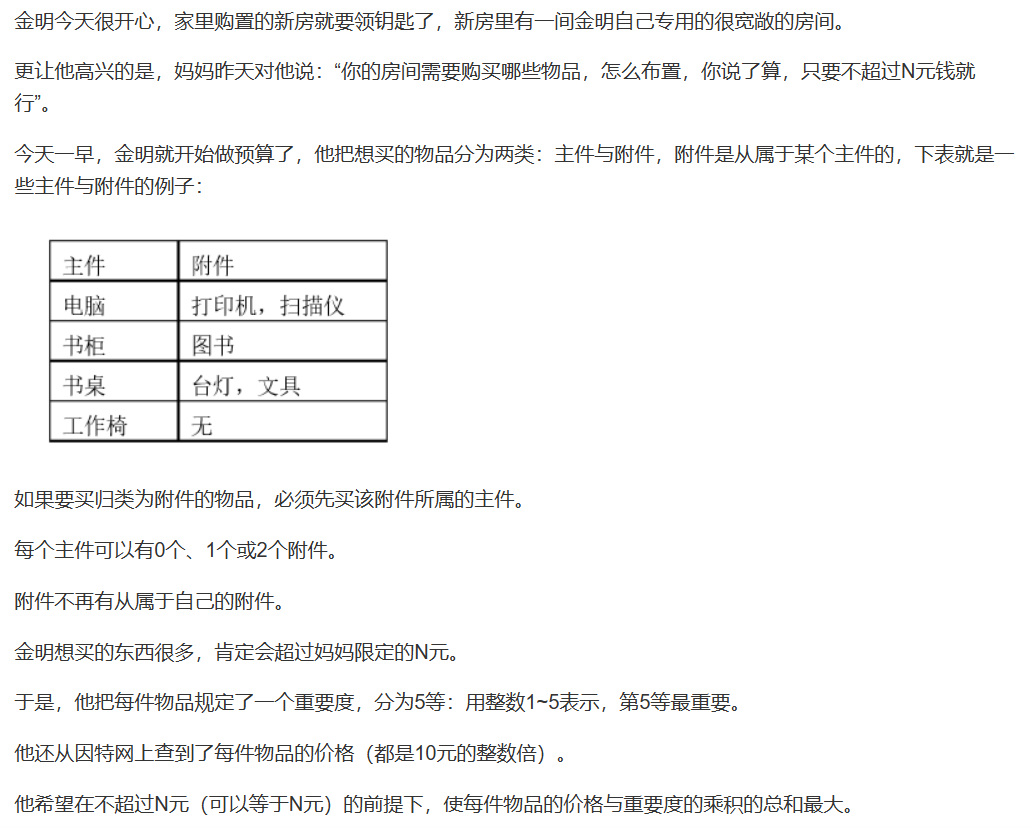 金明今天很开心，家里购置的新房就要领钥匙了，新房里有一间金明自己专用的很宽敞的房间。
更让他高兴的是，妈妈昨天对他说：“你的房间需要购买哪些物品，怎么布置，你说了算，只要不超过N元钱就
行”。
今天一早，金明就开始做预算了，他把想买的物品分为两类：主件与附件，附件是从属于某个主件的，下表就是一
些主件与附件的例子：
主件 附件
电脑 打印机，扫描仪
书柜 图书
书桌 台灯，文具
工作椅 无
如果要买归类为附件的物品，必须先买该附件所属的主件。
每个主件可以有0个、1个或2个附件。
附件不再有从属于自己的附件。
金明想买的东西很多，肯定会超过妈妈限定的N元。
于是，他把每件物品规定了一个重要度，分为5等：用整数1~5表示，第5等最重要。
他还从因特网上查到了每件物品的价格（都是10元的整数倍）。
他希望在不超过N元（可以等于N元）的前提下，使每件物品的价格与重要度的乘积的总和最大。